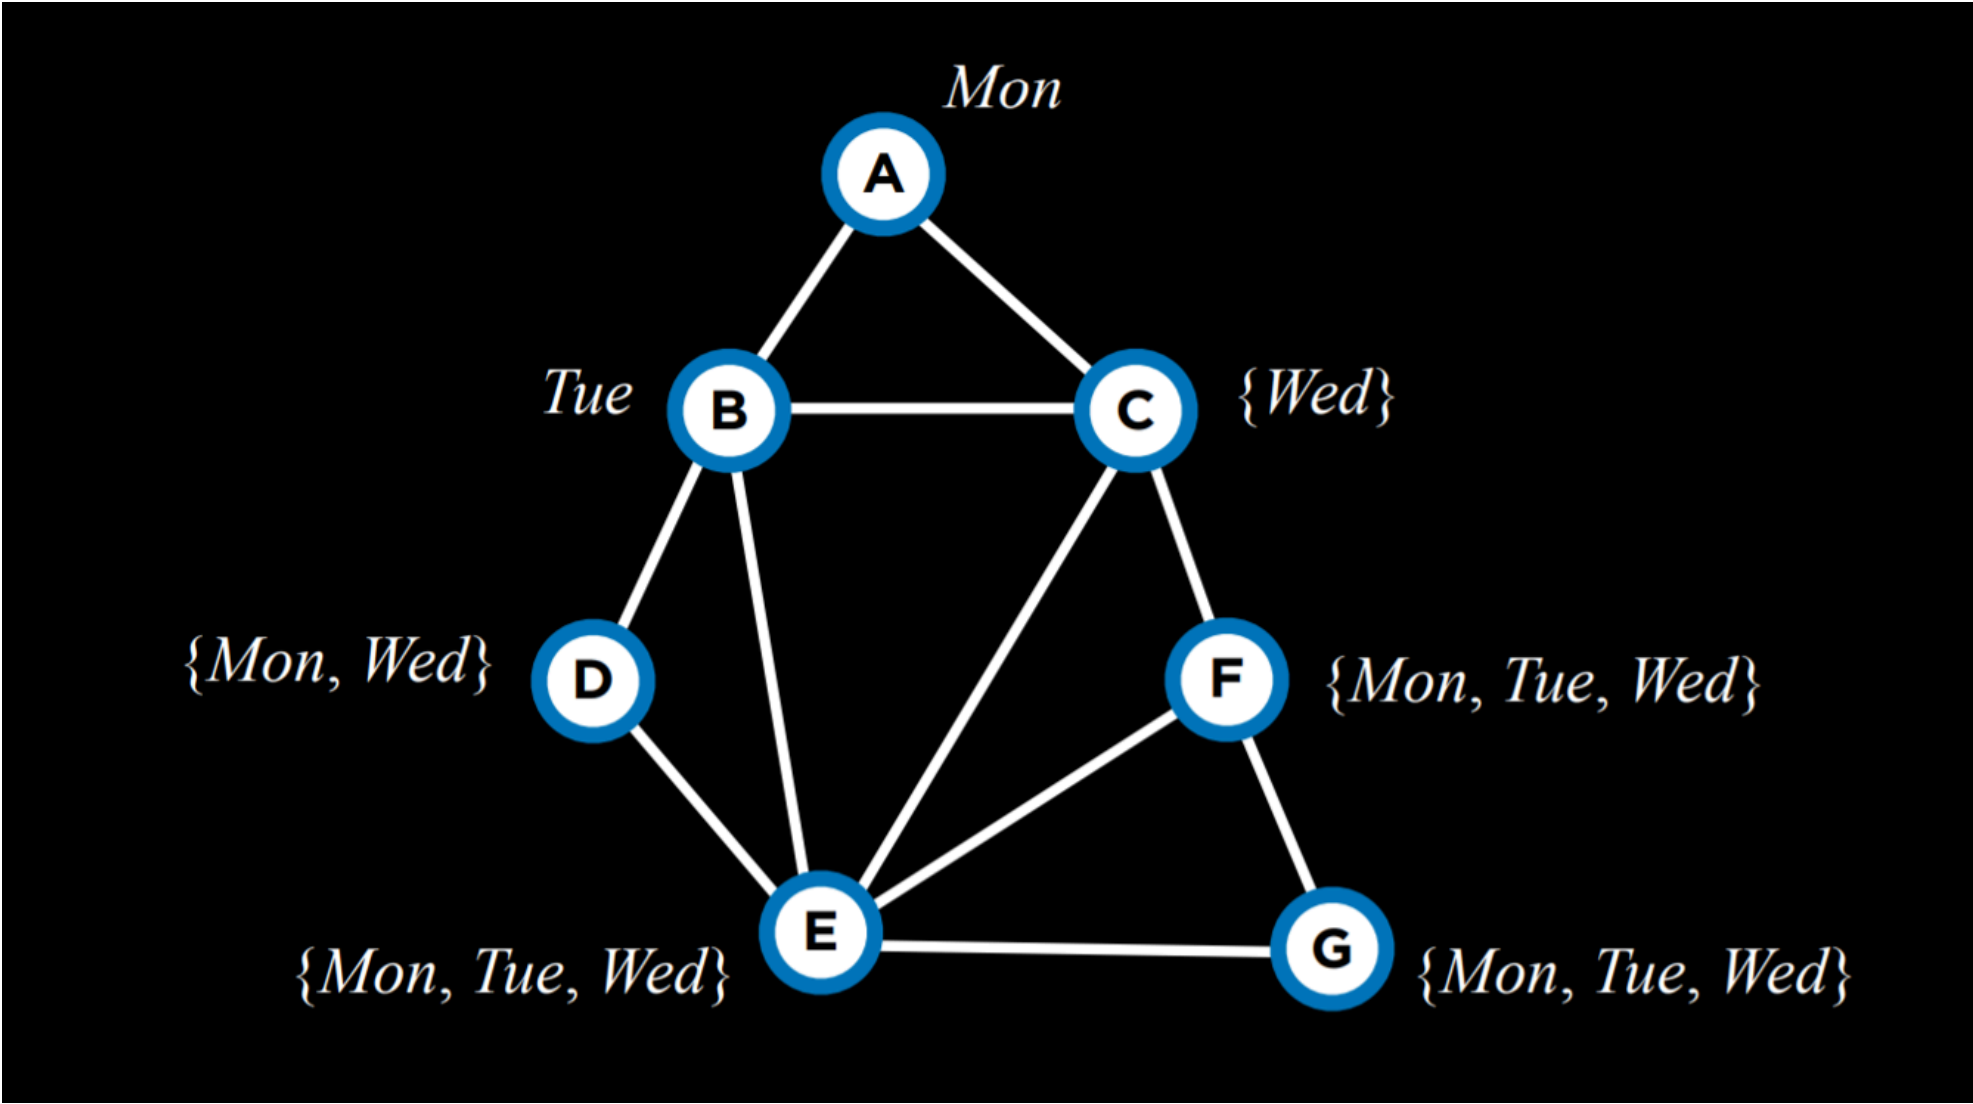 Mon
A
Tue
B
C
{Wed}
{Mon, Wed}
D
F
{Mon, Tue, Wed}
{Mon, Tue, Wed}
E
G
{Mon, Tue, Wed}